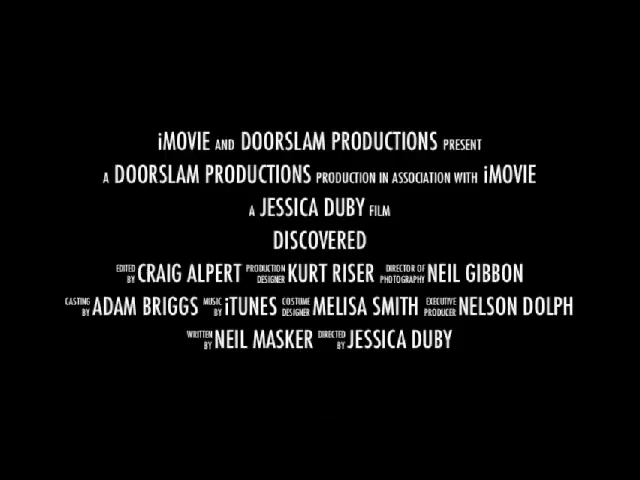 iMOVIE AND DOORSLAM PRODUCTIONS PRESENT
A DOORSLAM PRODUCTIONS PRODUCTION IN ASSOCIATION WITH iMOVIE
A JESSICA DUBY FILM
DISCOVERED
EDITED BY CRAIG ALPERT PRODUCTION DESIGNER KURT RISER DIRECTOR OF PHOTOGRAPHY NEIL GIBBON
CASTING BY ADAM BRIGGS MUSIC BY iTUNES COSTUME DESIGNER MELISA SMITH EXECUTIVE PRODUCER NELSON DOLPH
WRITTEN BY NEIL MASKER DIRECTED BY JESSICA DUBY